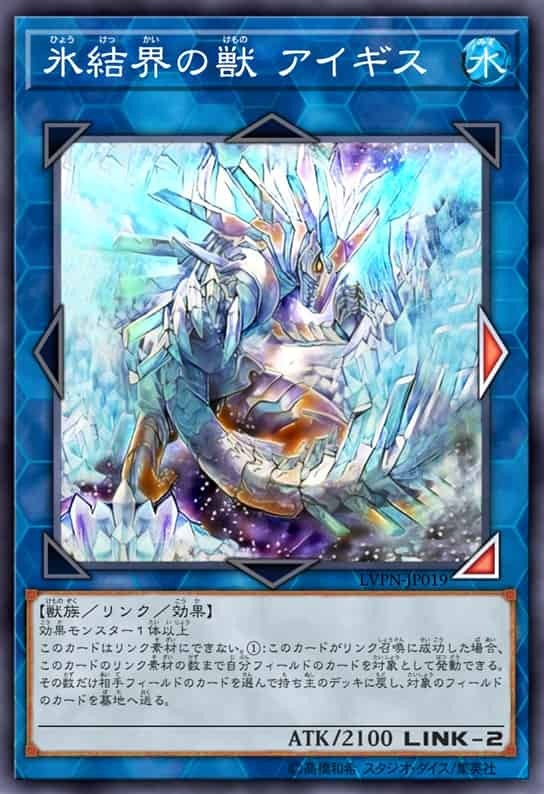 氷結界の獣 アイギス
水
LVPN-JP019
【獣族／リンク／効果】
効果モンスター１体以上
このカードはリンク素材にできない。①:このカードがリンク召喚に成功した場合、
このカードのリンク素材の数まで自分フィールドのカードを対象として発動できる。
その数だけ相手フィールドのカードを選んで持ち主のデッキに戻し、対象のフィールド
のカードを墓地へ送る。
ATK/2100 LINK-2
©高橋和希 スタジオ・ダイス/集英社